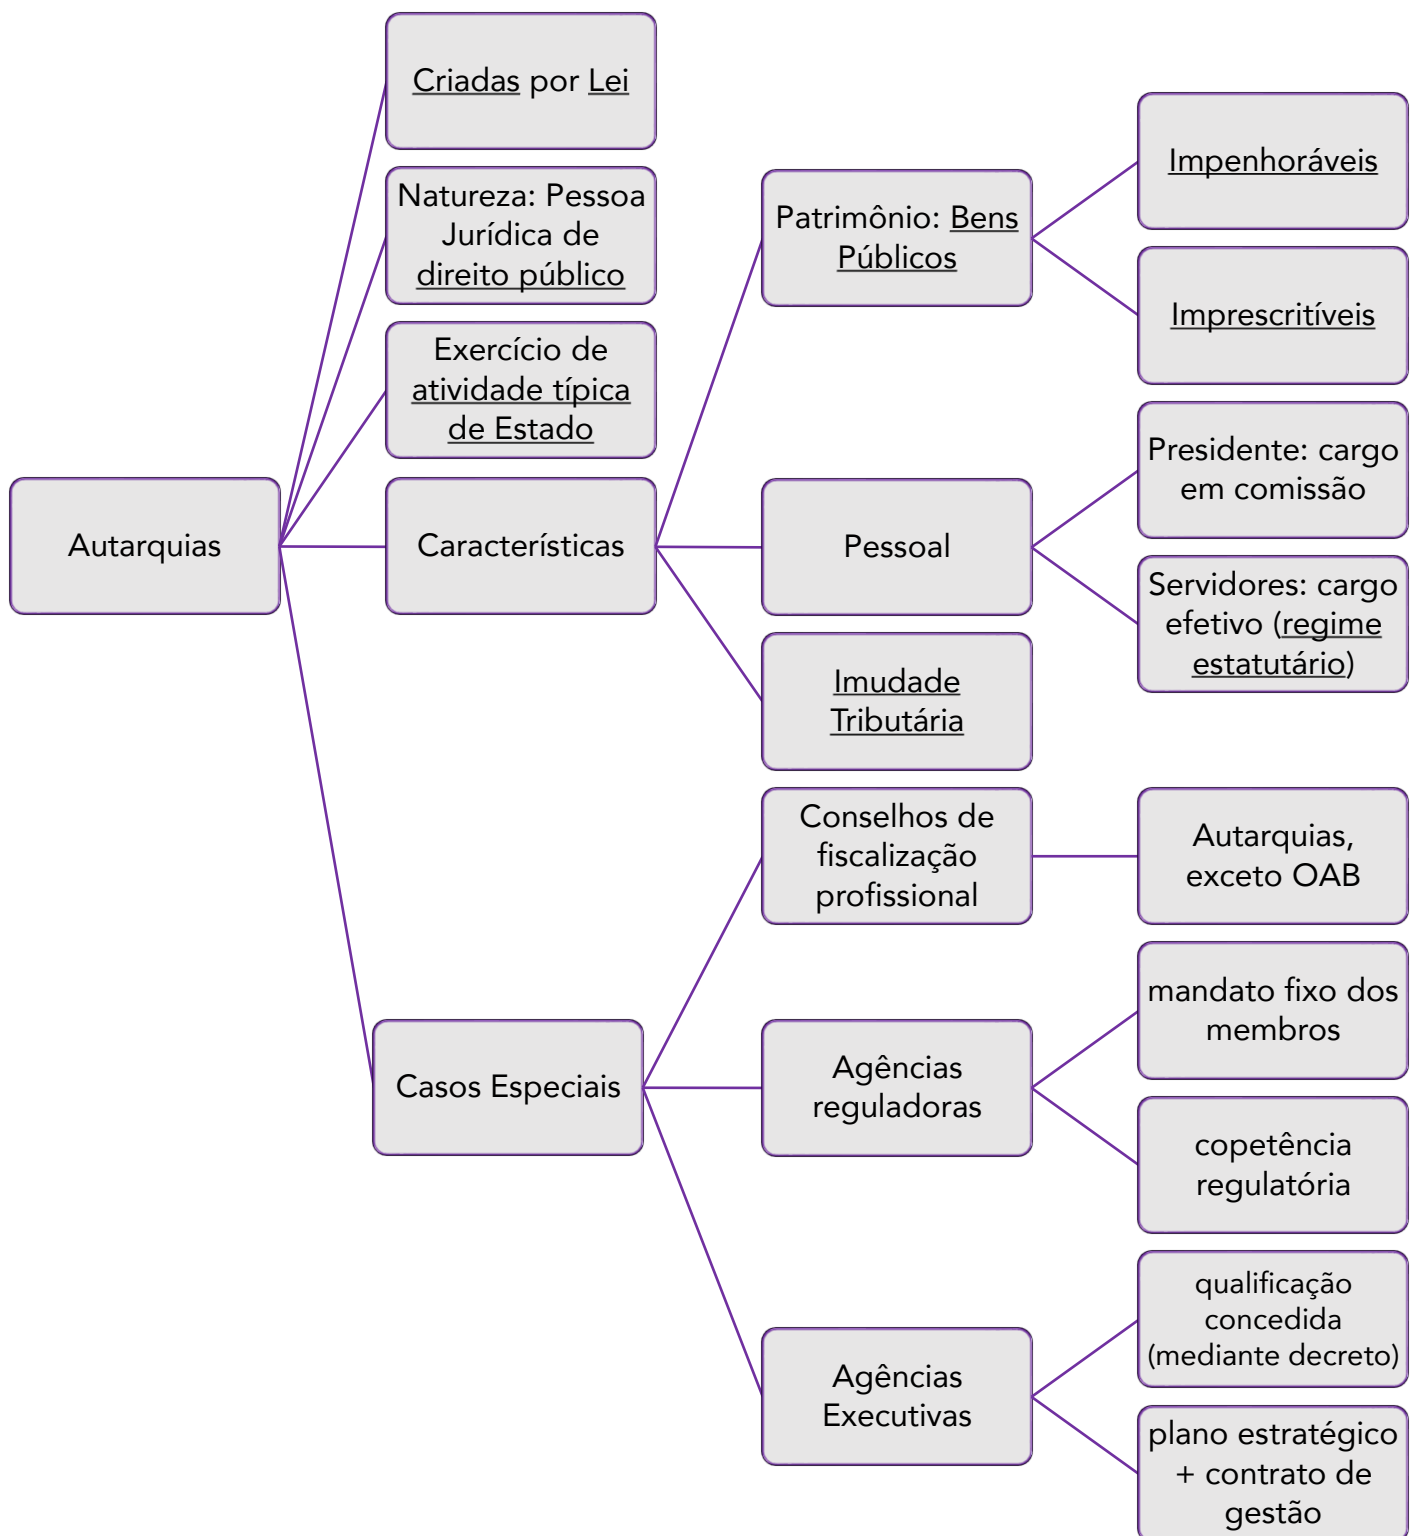 Autarquias
Criadas por Lei
Natureza: Pessoa
Jurídica de
direito público
Exercício de
atividade típica
de Estado
Características
Patrimônio: Bens
Públicos
Impenhoráveis
Imprescritíveis
Pessoal
Presidente: cargo
em comissão
Servidores: cargo
efetivo (regime
estatutário)
Imudade
Tributária
Casos Especiais
Conselhos de
fiscalização
profissional
Autarquias,
exceto OAB
Agências
reguladoras
mandato fixo dos
membros
copetência
regulatória
Agências
Executivas
qualificação
concedida
(mediante decreto)
plano estratégico
+ contrato de
gestão